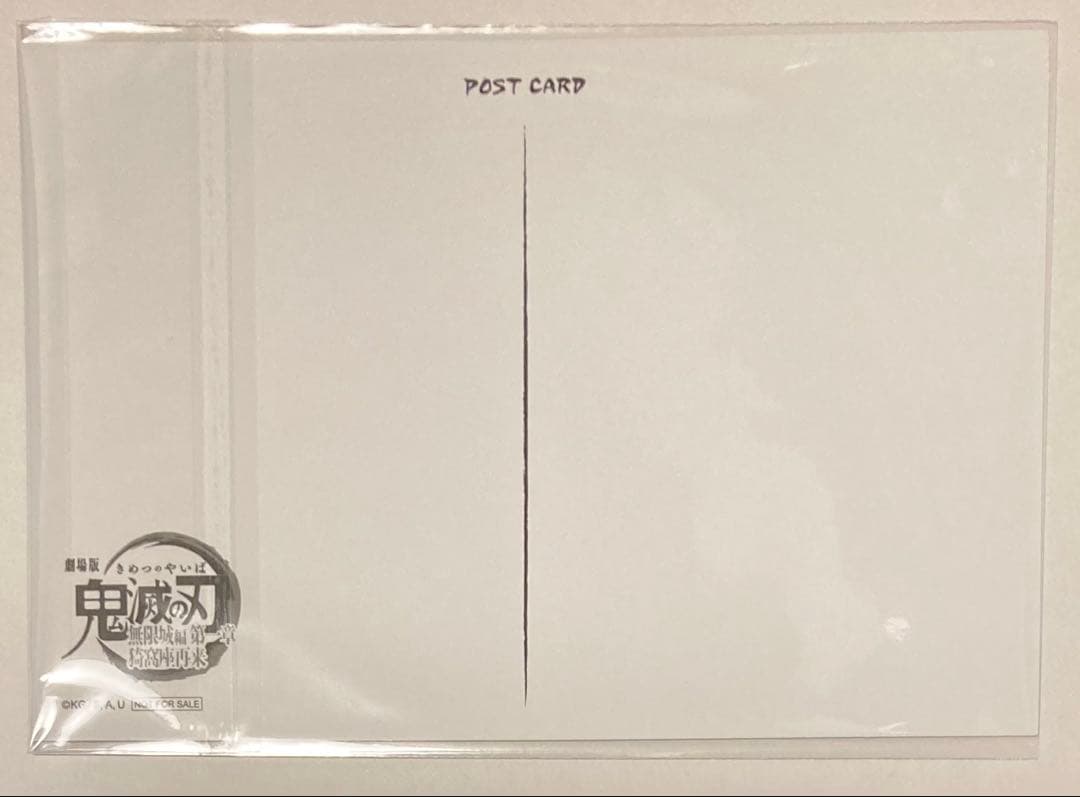 POST CARD
劇場版
きめつのやいば
鬼滅の刃
無限城編 第一章
猗窩座再来
©KG, A, U NOT FOR SALE